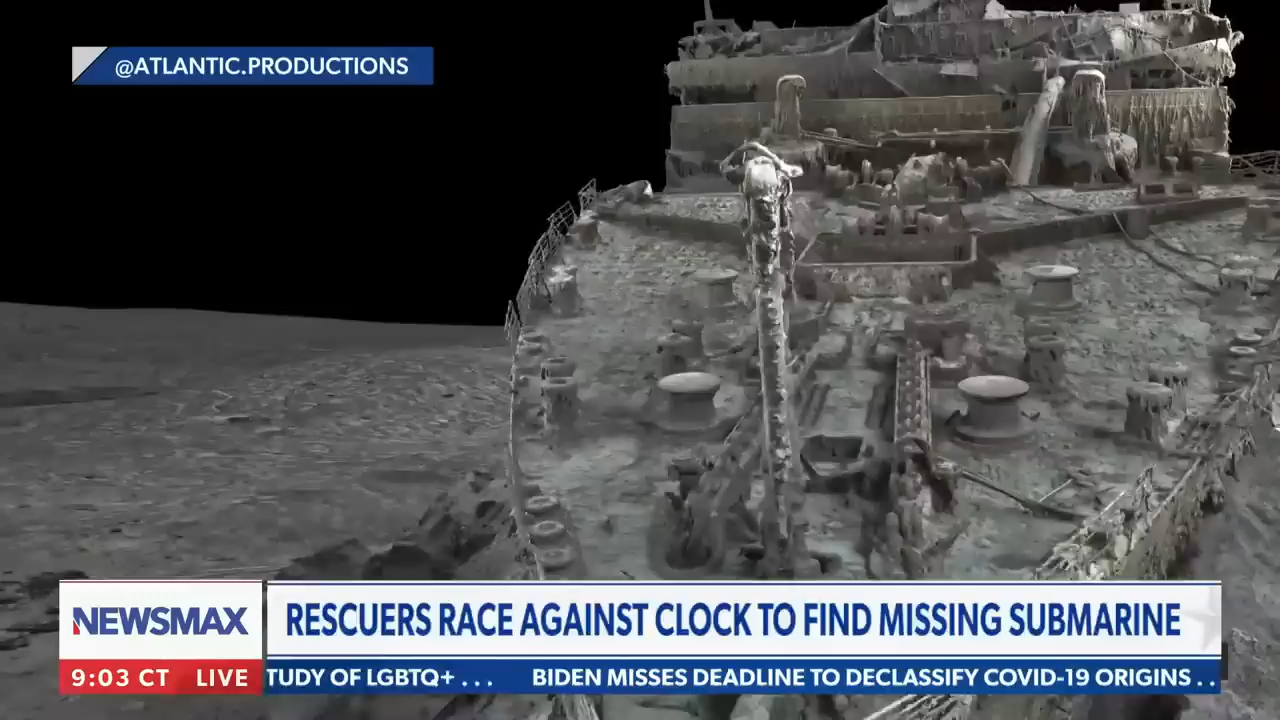 @ATLANTIC.PRODUCTIONS
NEWSMAX
RESCUERS RACE AGAINST CLOCK TO FIND MISSING SUBMARINE
9:03 CT LIVE
TUDY OF LGBTQ+ . . . BIDEN MISSES DEADLINE TO DECLASSIFY COVID-19 ORIGINS . .